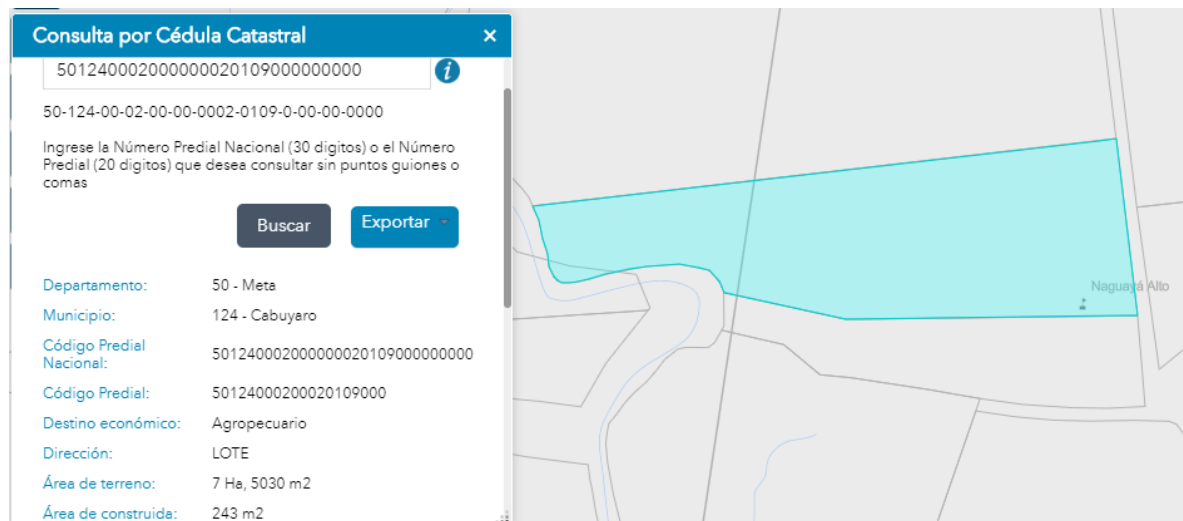 Consulta por Cédula Catastral ×
501240002000000020109000000000 i
50-124-00-02-00-00-0002-0109-0-00-00-0000
Ingrese la Número Predial Nacional (30 digitos) o el Número
Predial (20 digitos) que desea consultar sin puntos guiones o
comas
Buscar Exportar
Departamento: 50 - Meta
Municipio: 124 - Cabuyaro
Código Predial
Nacional: 501240002000000020109000000000
Código Predial: 50124000200020109000
Destino económico: Agropecuario
Dirección: LOTE
Área de terreno: 7 Ha, 5030 m2
Área de construida: 243 m2
Naguayá Alto